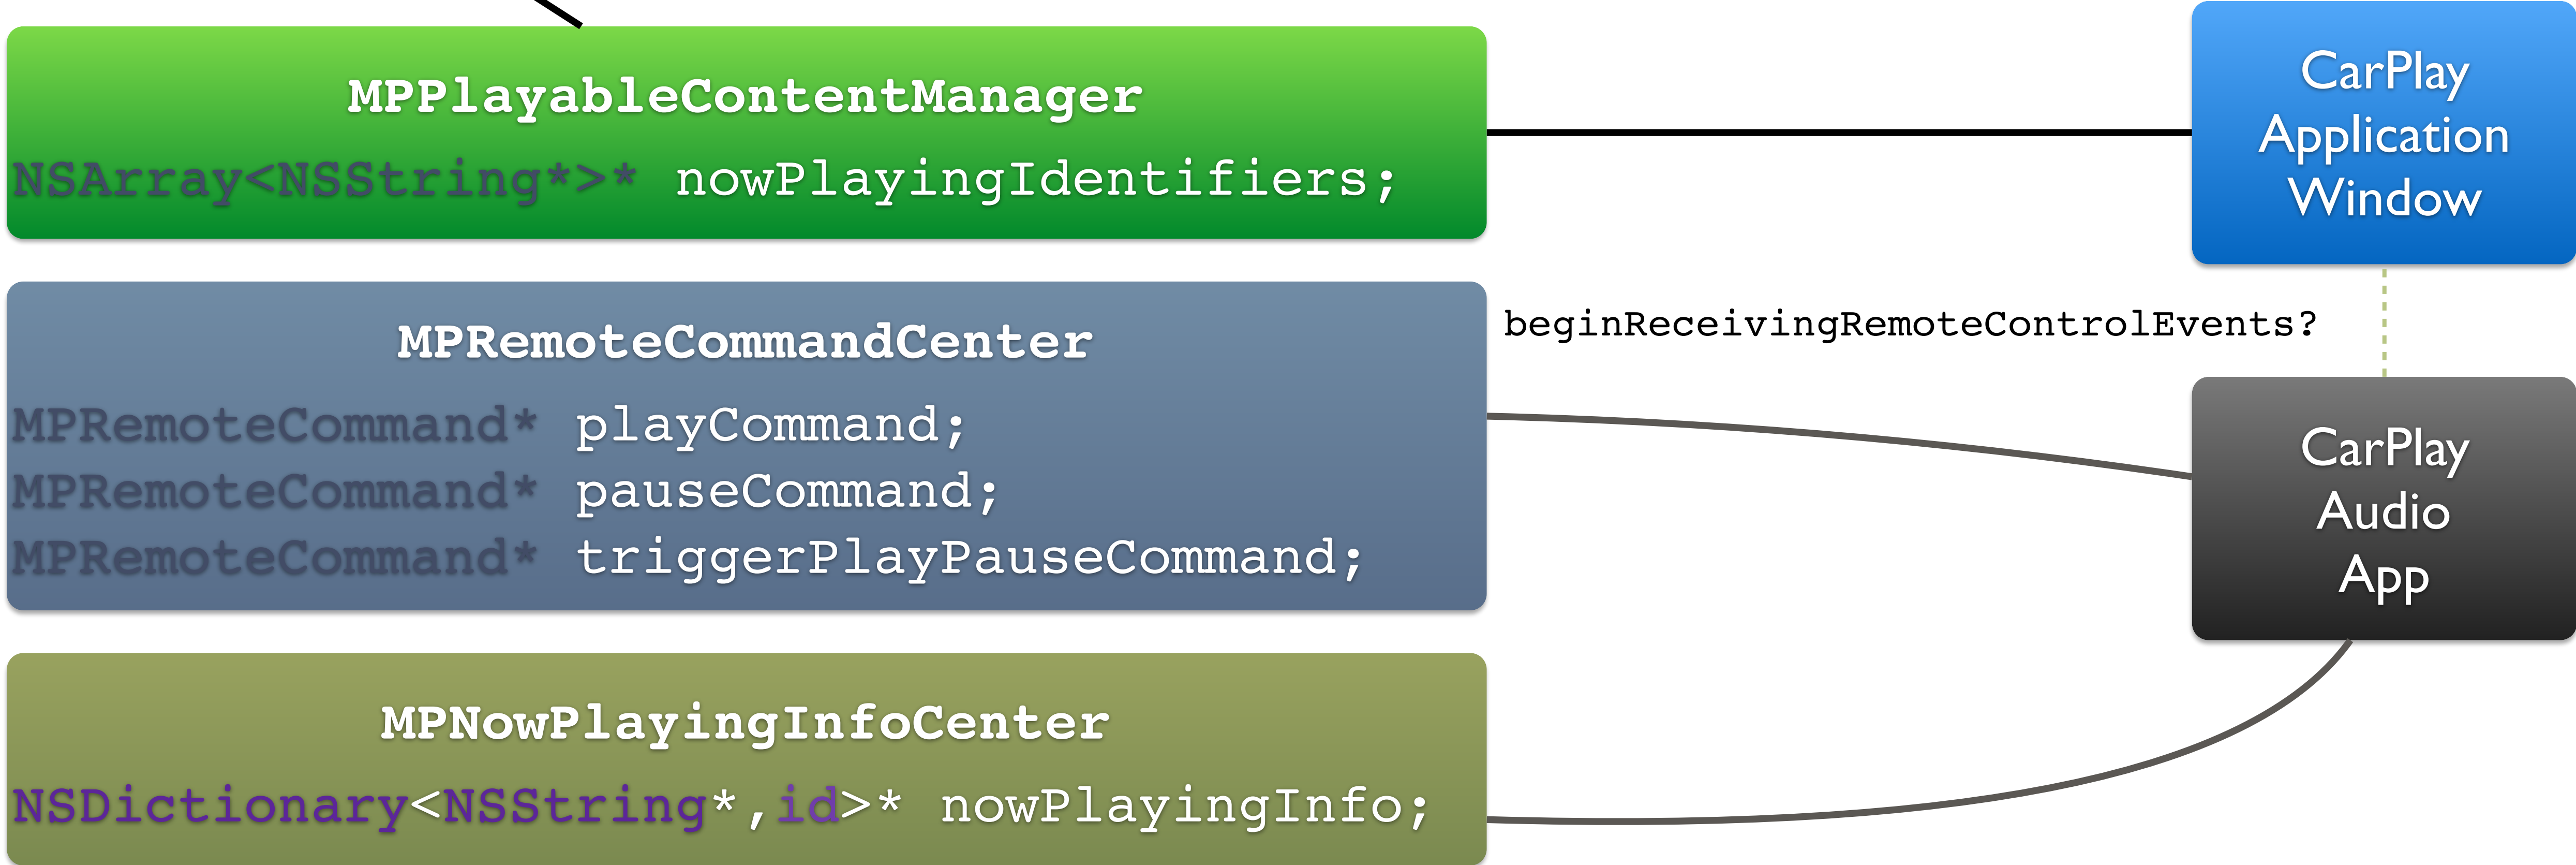 MPPlayableContentManager
NSArray<NSString*>* nowPlayingIdentifiers;
CarPlay
Application
Window
MPRemoteCommandCenter
MPRemoteCommand* playCommand;
MPRemoteCommand* pauseCommand;
MPRemoteCommand* triggerPlayPauseCommand;
beginReceivingRemoteControlEvents?
CarPlay
Audio
App
MPNowPlayingInfoCenter
NSDictionary<NSString*,id>* nowPlayingInfo;